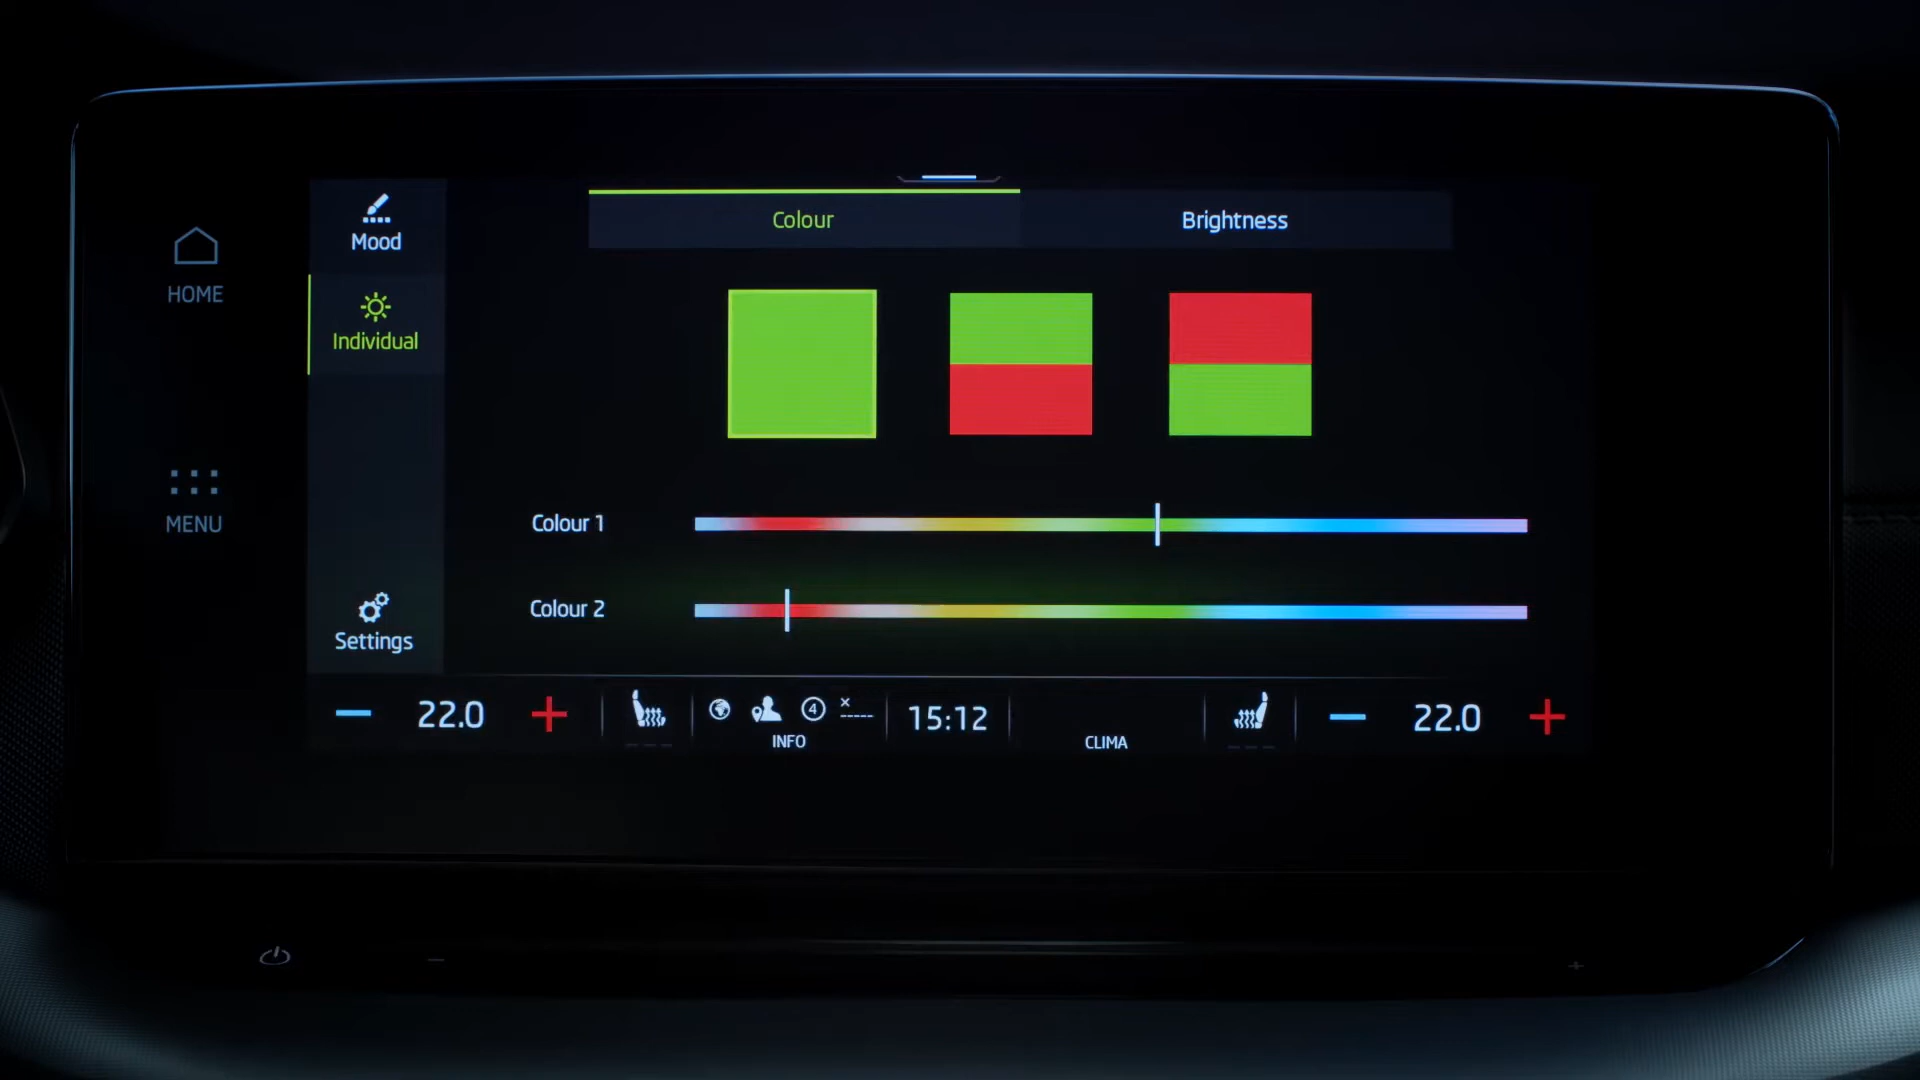 HOME
MENU
Mood
Individual
Settings
Colour
Brightness
Colour 1
Colour 2
22.0
4
INFO
15:12
CLIMA
22.0